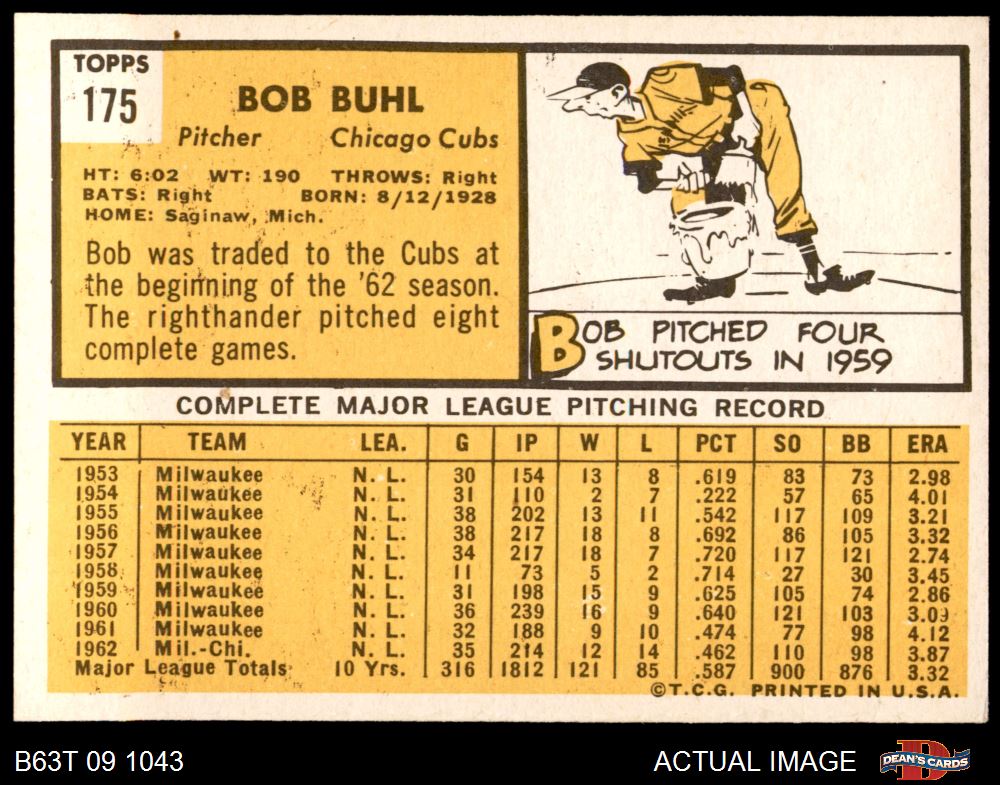 TOPPS
175
BOB BUHL
Pitcher Chicago Cubs
HT: 6:02 WT: 190 THROWS: Right
BATS: Right BORN: 8/12/1928
HOME: Saginaw, Mich.
Bob was traded to the Cubs at
the beginning of the '62 season.
The righthander pitched eight
complete games.
BOB PITCHED FOUR
SHUTOUTS IN 1959
COMPLETE MAJOR LEAGUE PITCHING RECORD
YEAR TEAM LEA. G IP W L PCT SO BB ERA
1953 Milwaukee N. L. 30 154 13 8 .619 83 73 2.98
1954 Milwaukee N. L. 31 110 2 7 .222 57 65 4.01
1955 Milwaukee N. L. 38 202 13 11 .542 117 109 3.21
1956 Milwaukee N. L. 38 217 18 8 .692 86 105 3.32
1957 Milwaukee N. L. 34 217 18 7 .720 117 121 2.74
1958 Milwaukee N. L. 11 73 5 2 .714 27 30 3.45
1959 Milwaukee N. L. 31 198 15 9 .625 105 74 2.86
1960 Milwaukee N. L. 36 239 16 9 .640 121 103 3.09
1961 Milwaukee N. L. 32 188 9 10 .474 77 98 4.12
1962 Mil.-Chi. N. L. 35 214 12 14 .462 110 98 3.87
Major League Totals 10 Yrs. 316 1812 121 85 .587 900 876 3.32
©T.C.G. PRINTED IN U.S.A.
B63T 09 1043 ACTUAL IMAGE DEAN'S CARDS